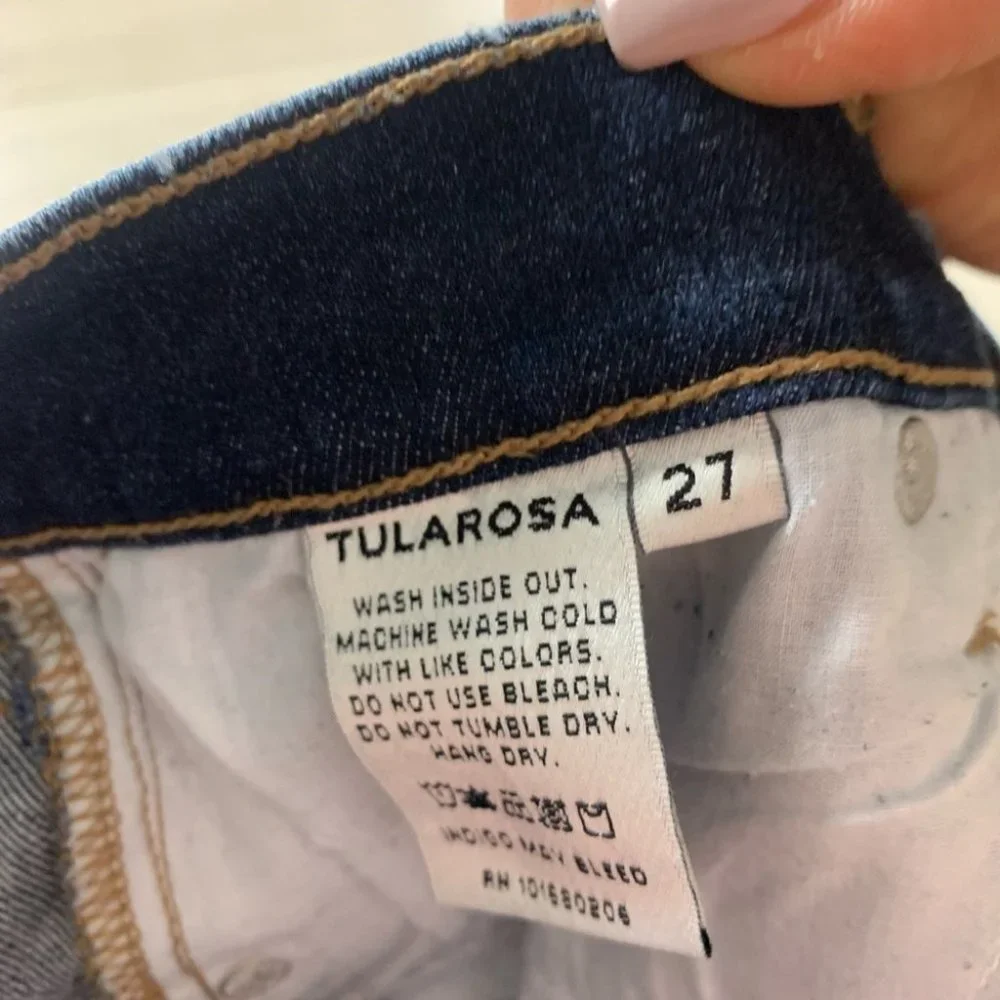 TULAROSA
27
WASH INSIDE OUT.
MACHINE WASH COLD
WITH LIKE COLORS.
DO NOT USE BLEACH.
DO NOT TUMBLE DRY.
HANG DRY.
INDIGO MAY BLEED
RN